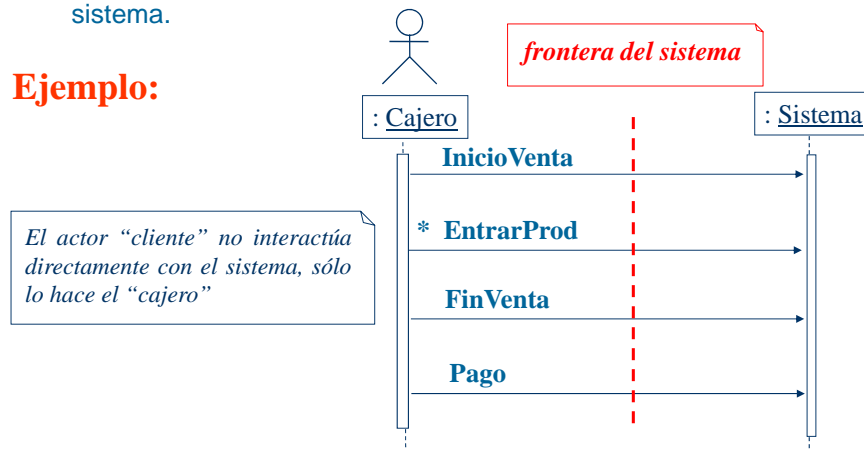 sistema.
Ejemplo:
frontera del sistema
: Cajero
: Sistema
InicioVenta
El actor “cliente” no interactúa
directamente con el sistema, sólo
lo hace el “cajero”
* EntrarProd
FinVenta
Pago